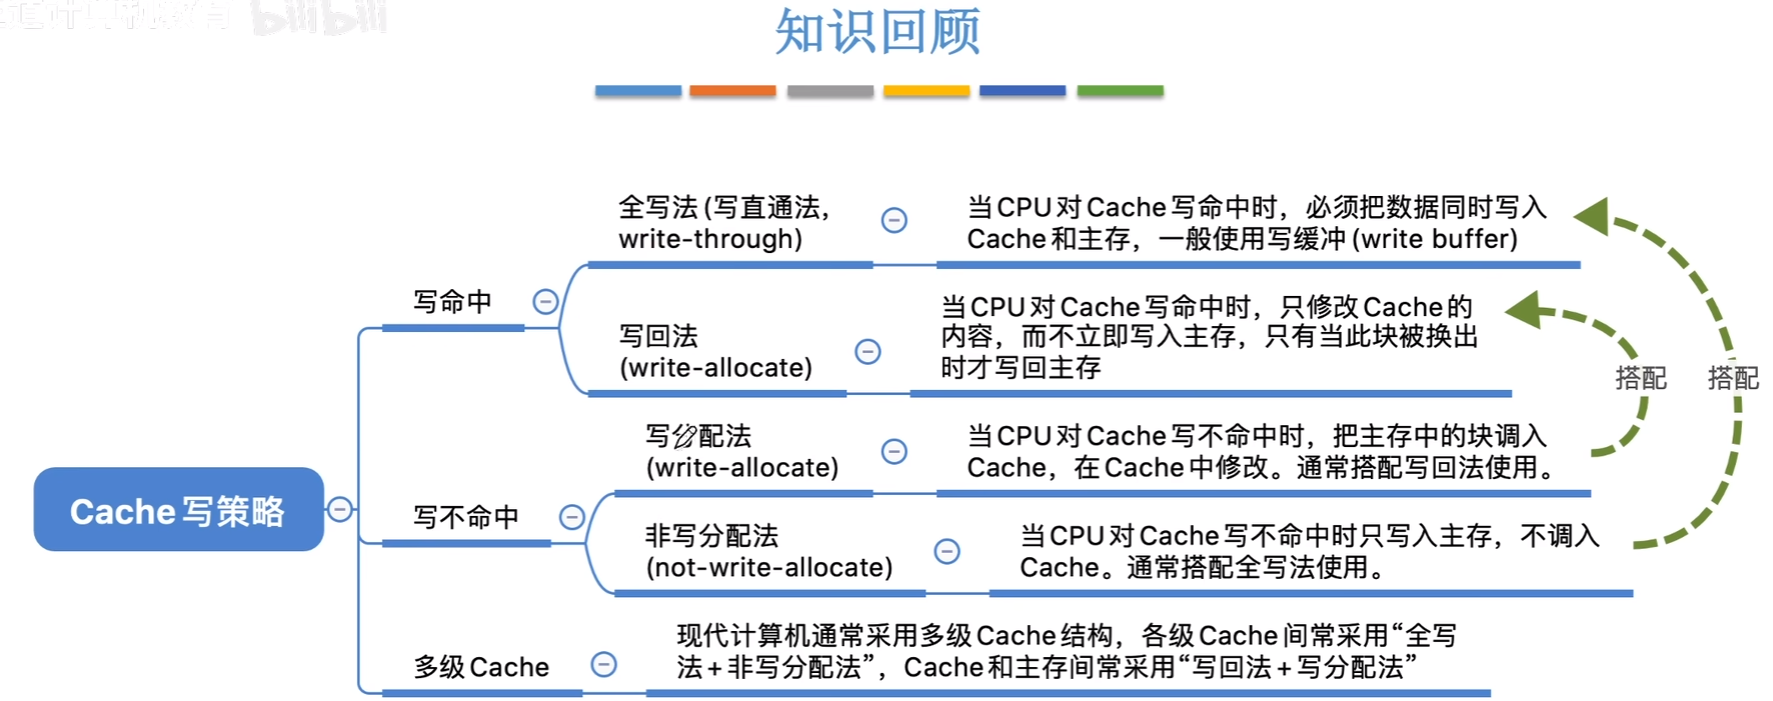 bilibili
知识回顾
全写法 (写直通法，
write-through)
当CPU对Cache写命中时，必须把数据同时写入
Cache和主存，一般使用写缓冲 (write buffer)
写命中
写回法
(write-allocate)
当CPU对Cache写命中时，只修改Cache的
内容，而不立即写入主存，只有当此块被换出
时才写回主存
搭配
搭配
Cache写策略
写不命中
写分配法
(write-allocate)
当CPU对Cache写不命中时，把主存中的块调入
Cache，在Cache中修改。通常搭配写回法使用。
非写分配法
(not-write-allocate)
当CPU对Cache写不命中时只写入主存，不调入
Cache。通常搭配全写法使用。
多级Cache
现代计算机通常采用多级Cache结构，各级Cache间常采用“全写
法+非写分配法”，Cache和主存间常采用“写回法+写分配法”